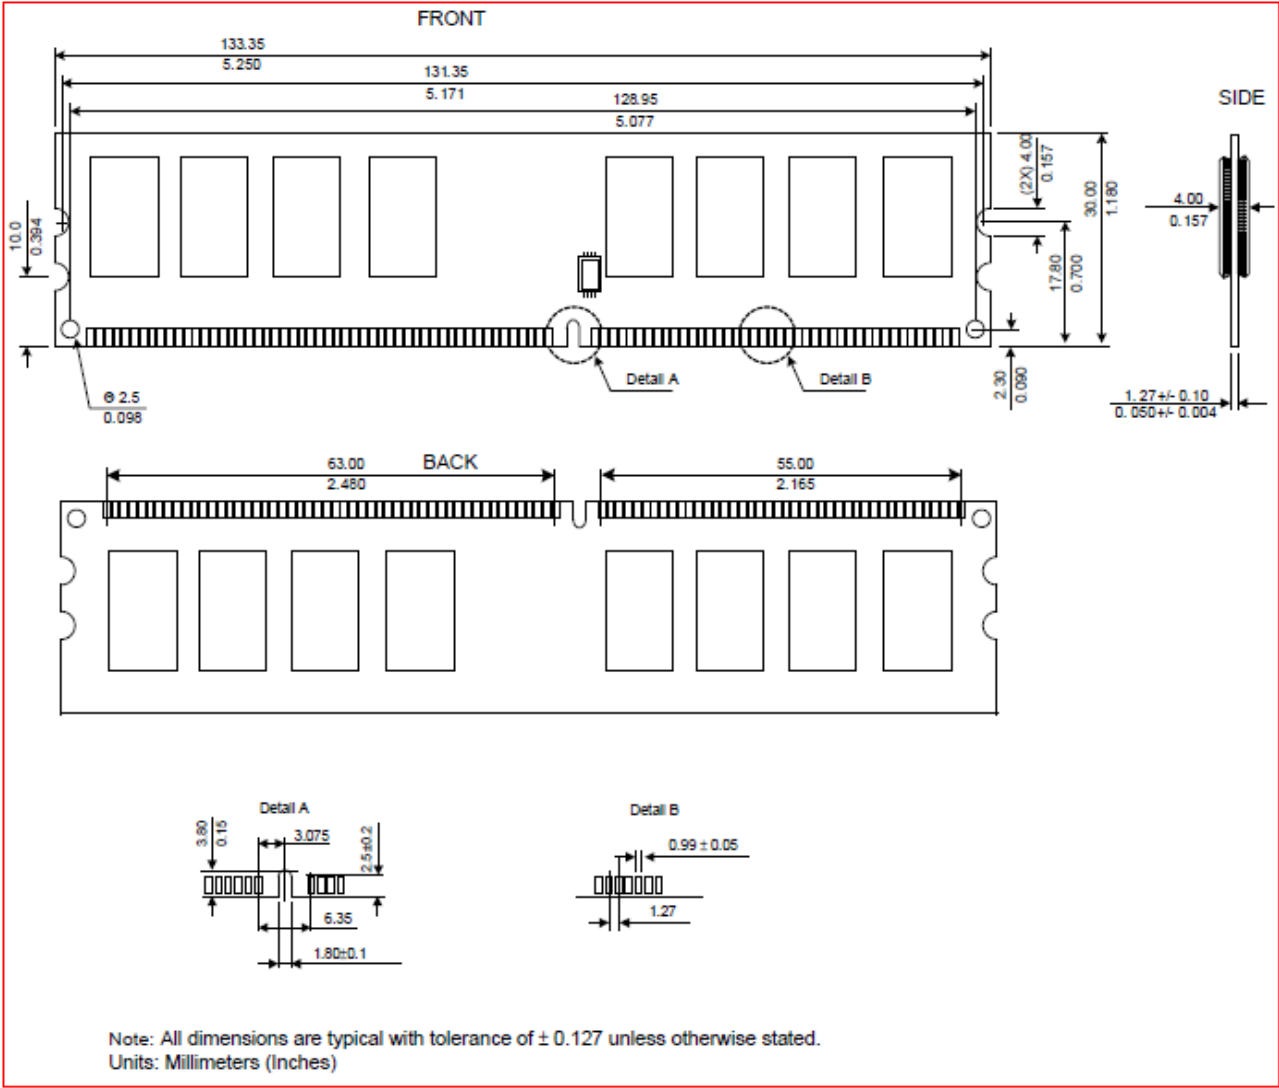 FRONT
133.35
5.250
131.35
5.171
128.95
5.077
SIDE
(2X) 4.00
0.157
30.00
1.180
10.0
0.394
17.80
0.700
4.00
0.157
Detail A
Detail B
2.30
0.090
Θ 2.5
0.098
1.27+/- 0.10
0.050+/- 0.004
63.00
2.480
BACK
55.00
2.165
Detail A
3.80
0.15
3.075
2.5±0.2
6.35
1.80±0.1
Detail B
0.99 ± 0.05
1.27
Note: All dimensions are typical with tolerance of ± 0.127 unless otherwise stated.
Units: Millimeters (Inches)